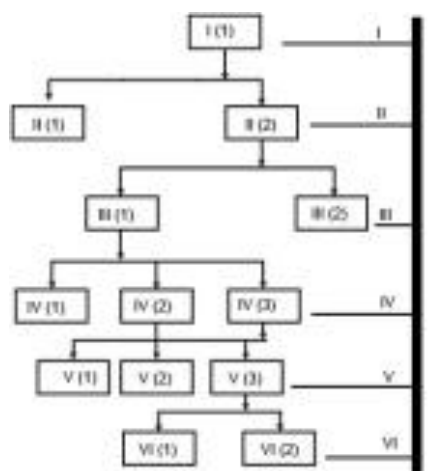 I (1) I
II (1) II (2) II
III (1) III (2) III
IV (1) IV (2) IV (3) IV
V (1) V (2) V (3) V
VI (1) VI (2) VI